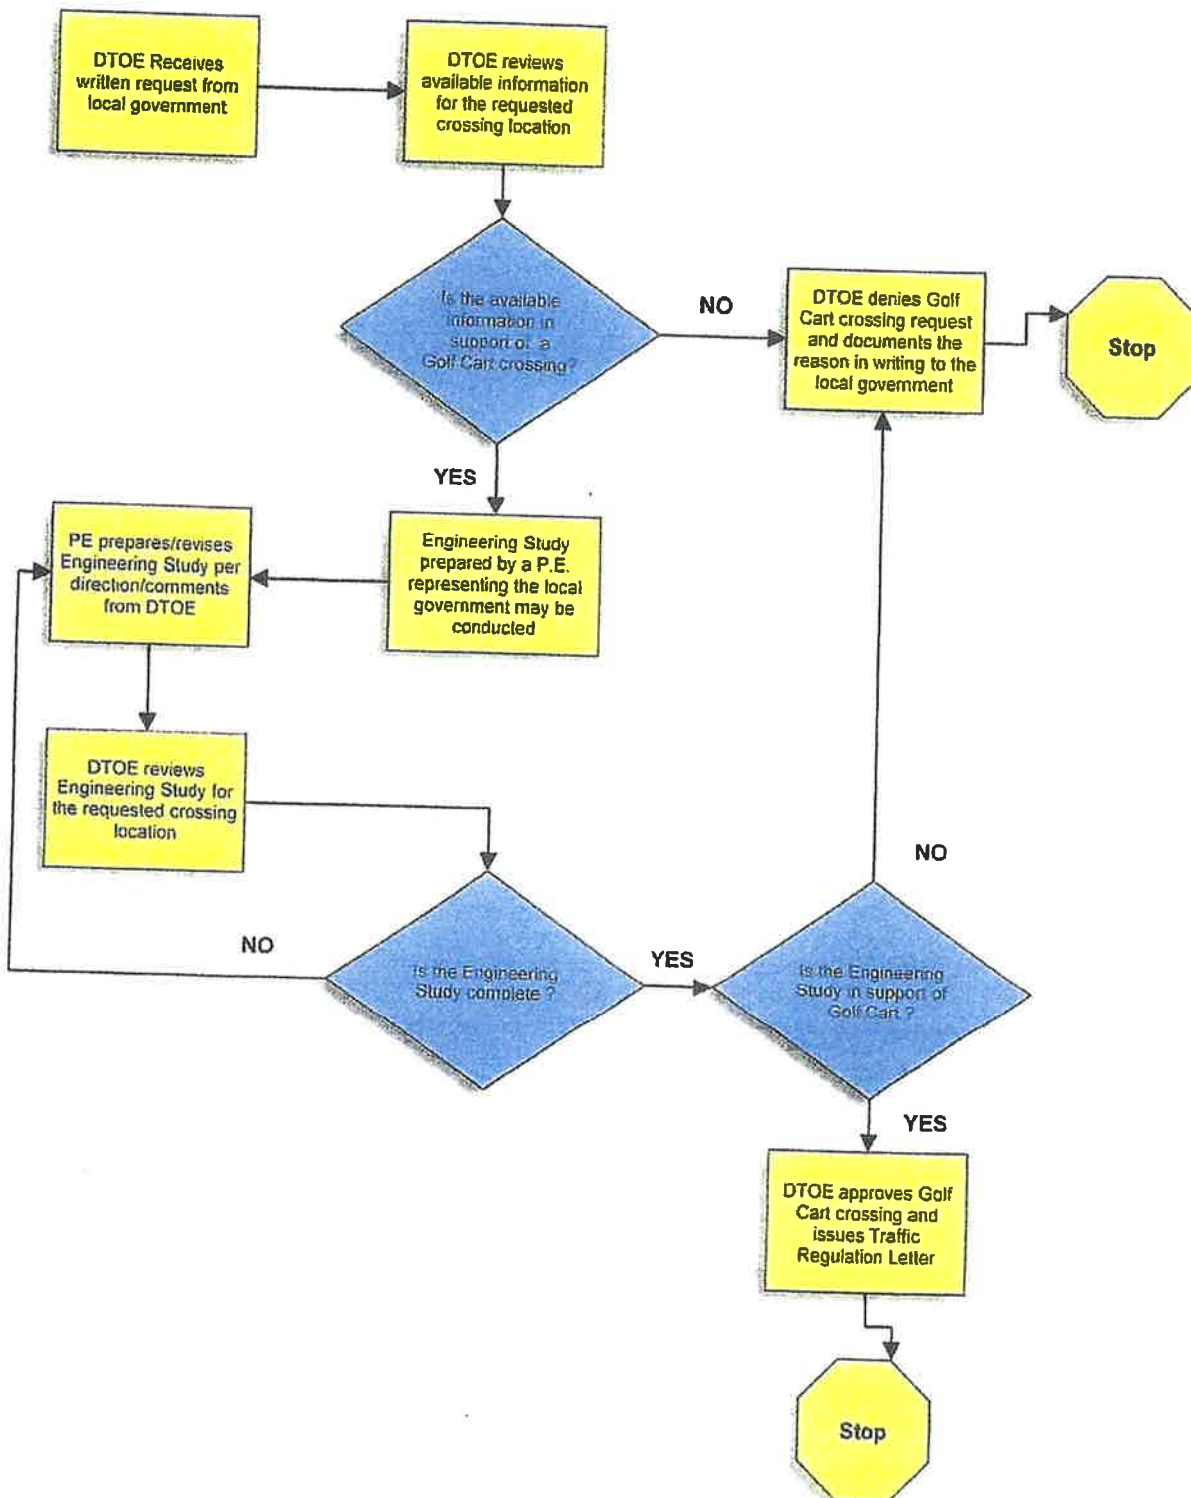 DTOE Receives
written request from
local government
DTOE reviews
available information
for the requested
crossing location
Is the available
information in
support of a
Golf Cart crossing?
NO
DTOE denies Golf
Cart crossing request
and documents the
reason in writing to the
local government
Stop
YES
Engineering Study
prepared by a P.E.
representing the local
government may be
conducted
PE prepares/revises
Engineering Study per
direction/comments
from DTOE
DTOE reviews
Engineering Study for
the requested crossing
location
Is the Engineering
Study complete ?
NO
YES
Is the Engineering
Study in support of
Golf Cart ?
NO
YES
DTOE approves Golf
Cart crossing and
issues Traffic
Regulation Letter
Stop